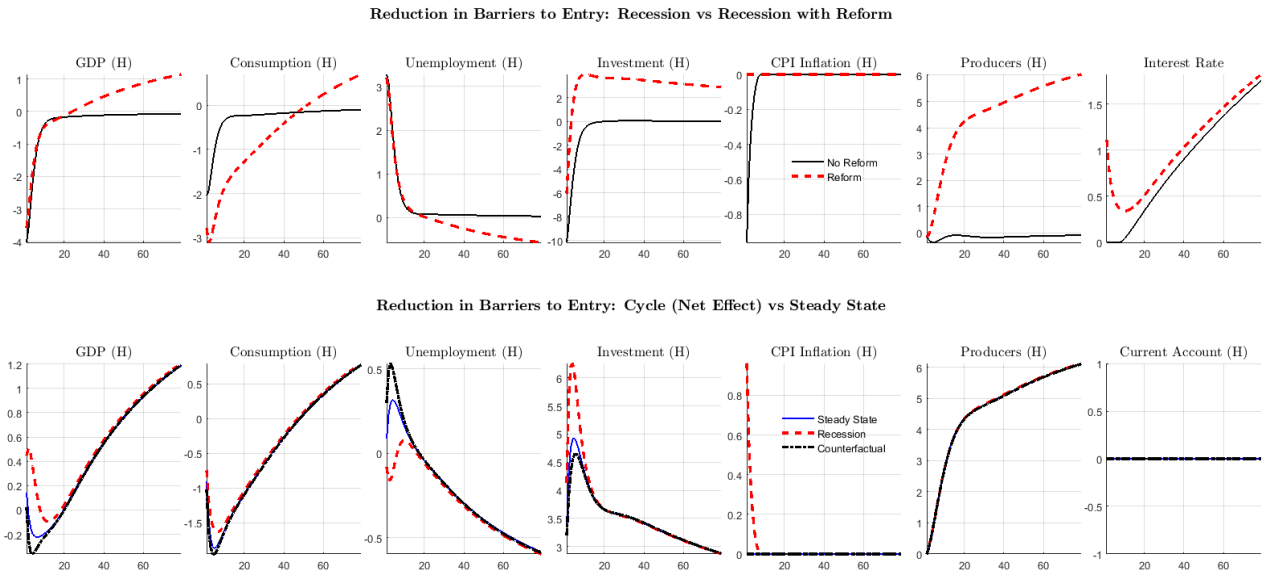 Reduction in Barriers to Entry: Recession vs Recession with Reform
GDP (H) Consumption (H) Unemployment (H) Investment (H) CPI Inflation (H) Producers (H) Interest Rate
1 0 -1 -2 -3 -4
20 40 60
0 -1 -2 -3
20 40 60
3 2 1 0
20 40 60
4 2 0 -2 -4 -6 -8 -10
20 40 60
0 -0.2 -0.4 -0.6 -0.8
20 40 60
No Reform
Reform
6 5 4 3 2 1 0
20 40 60
1.5 1 0.5 0
20 40 60
Reduction in Barriers to Entry: Cycle (Net Effect) vs Steady State
GDP (H) Consumption (H) Unemployment (H) Investment (H) CPI Inflation (H) Producers (H) Current Account (H)
1.2 1 0.8 0.6 0.4 0.2 0 -0.2
20 40 60
0.5 0 -0.5 -1 -1.5
20 40 60
0.5 0 -0.5
20 40 60
6 5.5 5 4.5 4 3.5 3
20 40 60
0.8 0.6 0.4 0.2 0
20 40 60
Steady State
Recession
Counterfactual
6 5 4 3 2 1 0
20 40 60
1 0.5 0 -0.5 -1
20 40 60